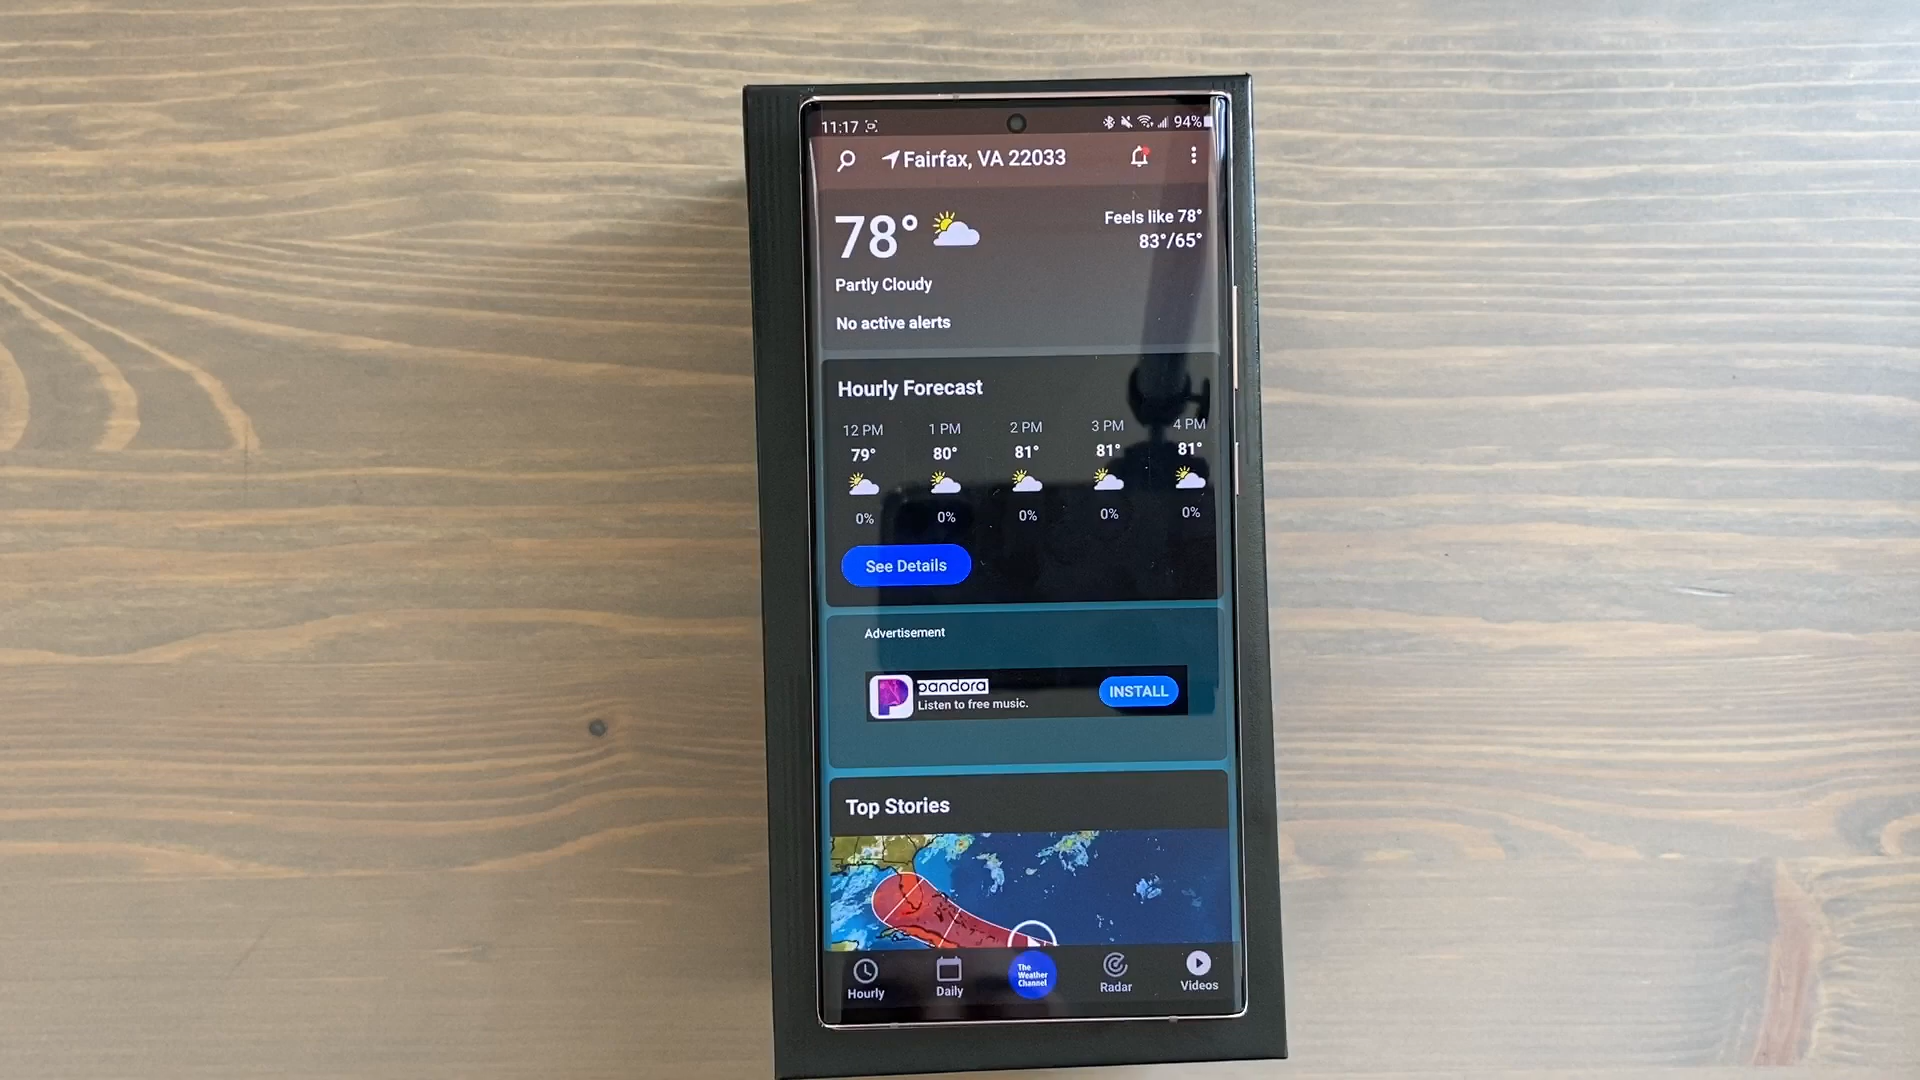 11:17 94%
Fairfax, VA 22033
78° Feels like 78°
83°/65°
Partly Cloudy
No active alerts
Hourly Forecast
12 PM 1 PM 2 PM 3 PM 4 PM
79° 80° 81° 81° 81°
0% 0% 0% 0% 0%
See Details
Advertisement
P pandora
Listen to free music.
INSTALL
Top Stories
The
Weather
Channel
Hourly Daily Radar Videos